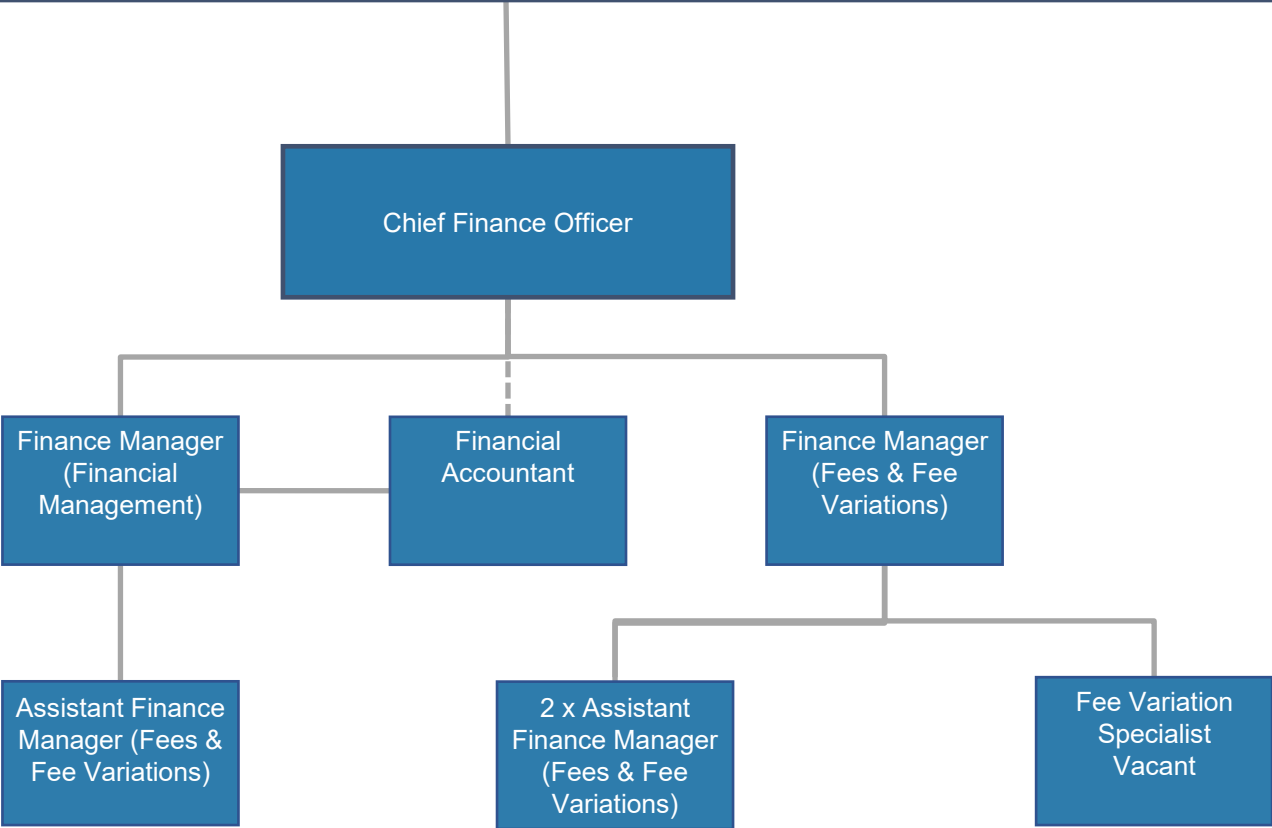 Chief Finance Officer
Finance Manager
(Financial
Management)
Financial
Accountant
Finance Manager
(Fees & Fee
Variations)
Assistant Finance
Manager (Fees &
Fee Variations)
2 x Assistant
Finance Manager
(Fees & Fee
Variations)
Fee Variation
Specialist
Vacant